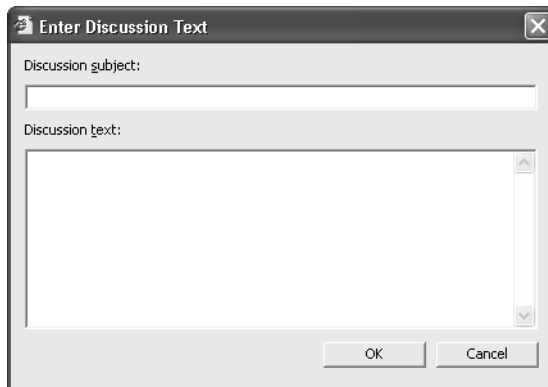 Enter Discussion Text
Discussion subject:
Discussion text:
OK Cancel